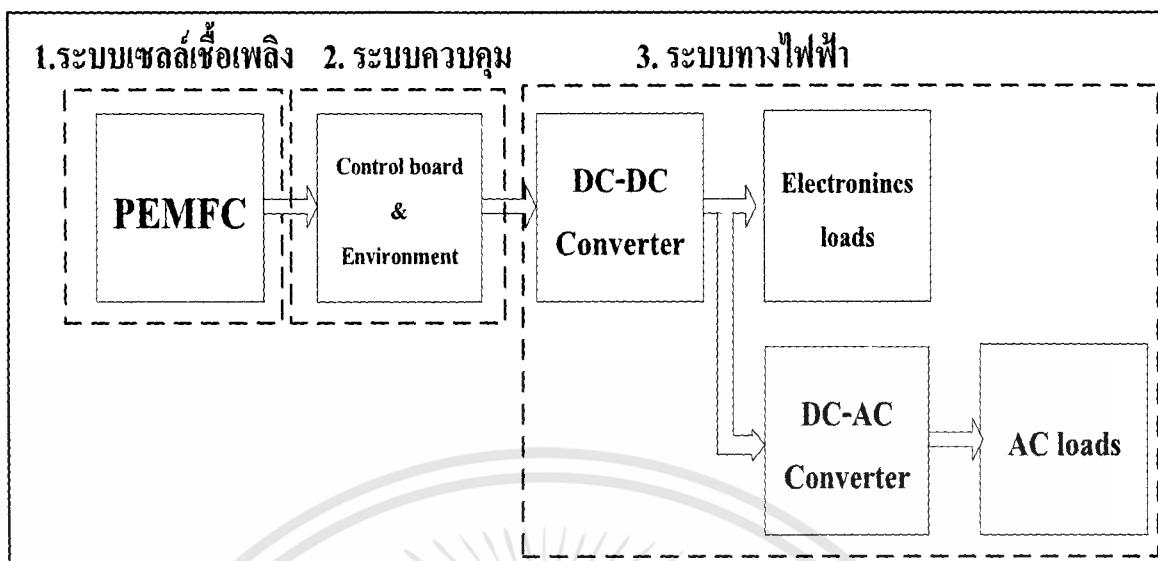 1.ระบบเซลล์เชื้อเพลิง
2. ระบบควบคุม
3. ระบบทางไฟฟ้า
PEMFC
Control board
&
Environment
DC-DC
Converter
Electronincs
loads
DC-AC
Converter
AC loads